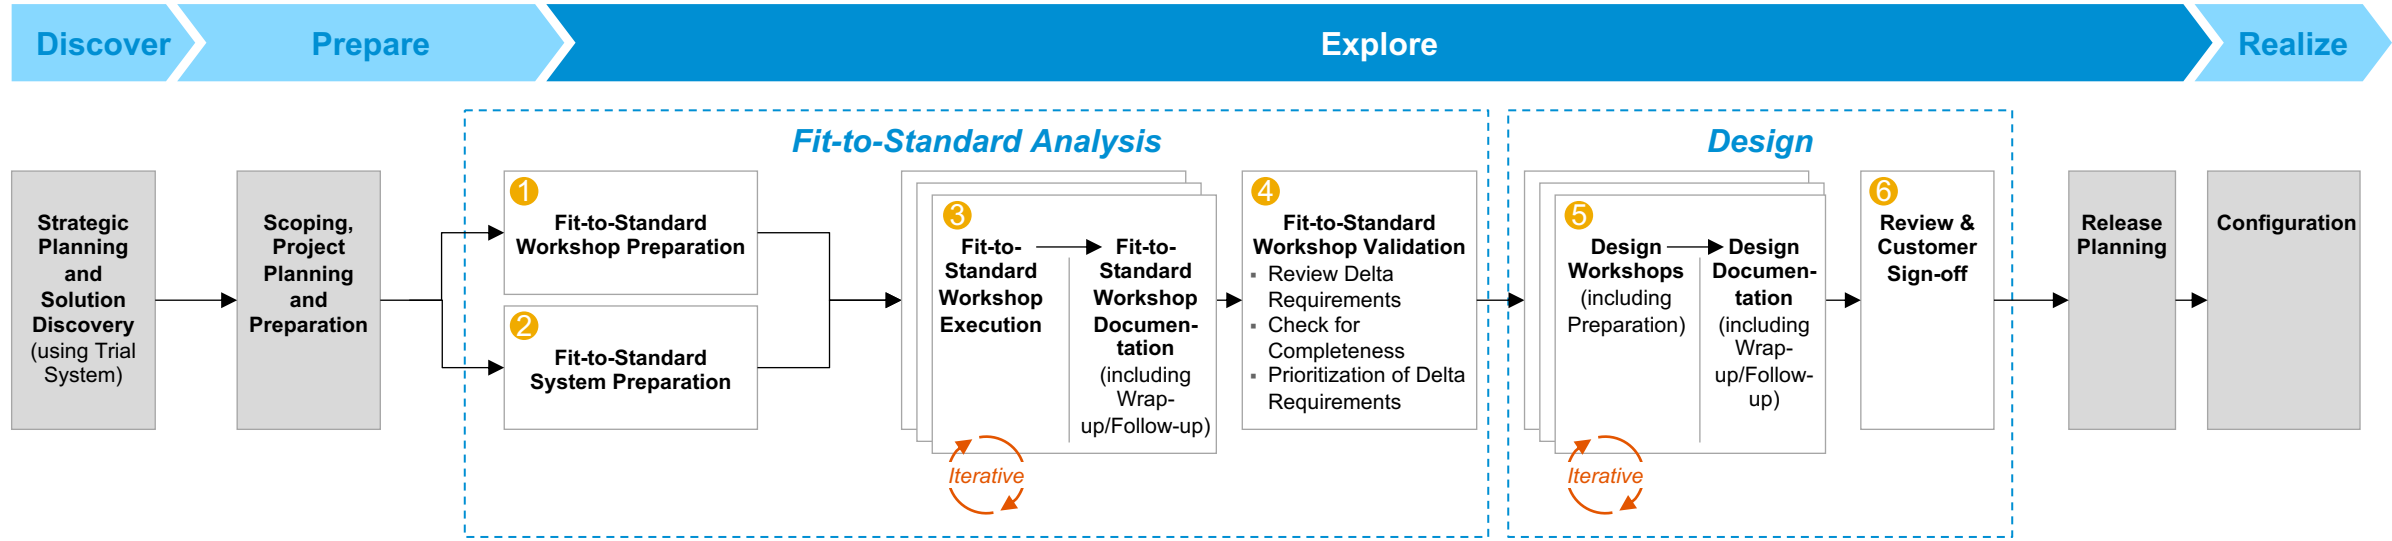 Discover
Prepare
Explore
Realize
Fit-to-Standard Analysis
Design
Strategic
Planning
and
Solution
Discovery
(using Trial
System)
Scoping,
Project
Planning
and
Preparation
1
Fit-to-Standard
Workshop Preparation
2
Fit-to-Standard
System Preparation
3
Fit-to-
Standard
Workshop
Execution
Fit-to-
Standard
Workshop
Documen-
tation
(including
Wrap-
up/Follow-up)
Iterative
4
Fit-to-Standard
Workshop Validation
▪ Review Delta
Requirements
▪ Check for
Completeness
▪ Prioritization of Delta
Requirements
5
Design
Workshops
(including
Preparation)
Design
Documen-
tation
(including
Wrap-
up/Follow-
up)
Iterative
6
Review &
Customer
Sign-off
Release
Planning
Configuration